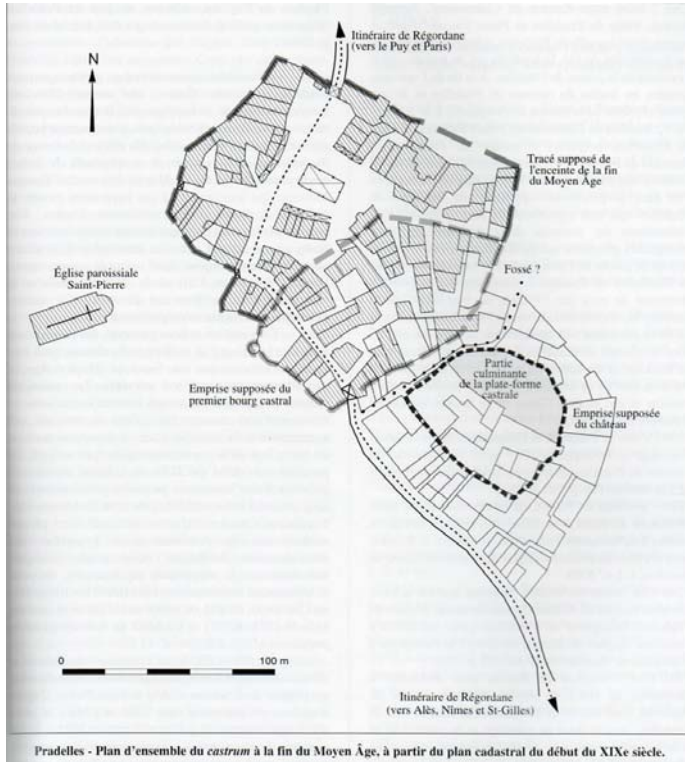 Itinéraire de Régordane
(vers le Puy et Paris)
N
Tracé supposé de
l'enceinte de la fin
du Moyen Âge
Église paroissiale
Saint-Pierre
Fossé ?
Partie
culminante
de la plate-forme
castrale
Emprise supposée du
premier bourg castral
Emprise supposée
du château
0
100 m
Itinéraire de Régordane
(vers Alès, Nîmes et St-Gilles)
Pradelles - Plan d'ensemble du castrum à la fin du Moyen Âge, à partir du plan cadastral du début du XIXe siècle.